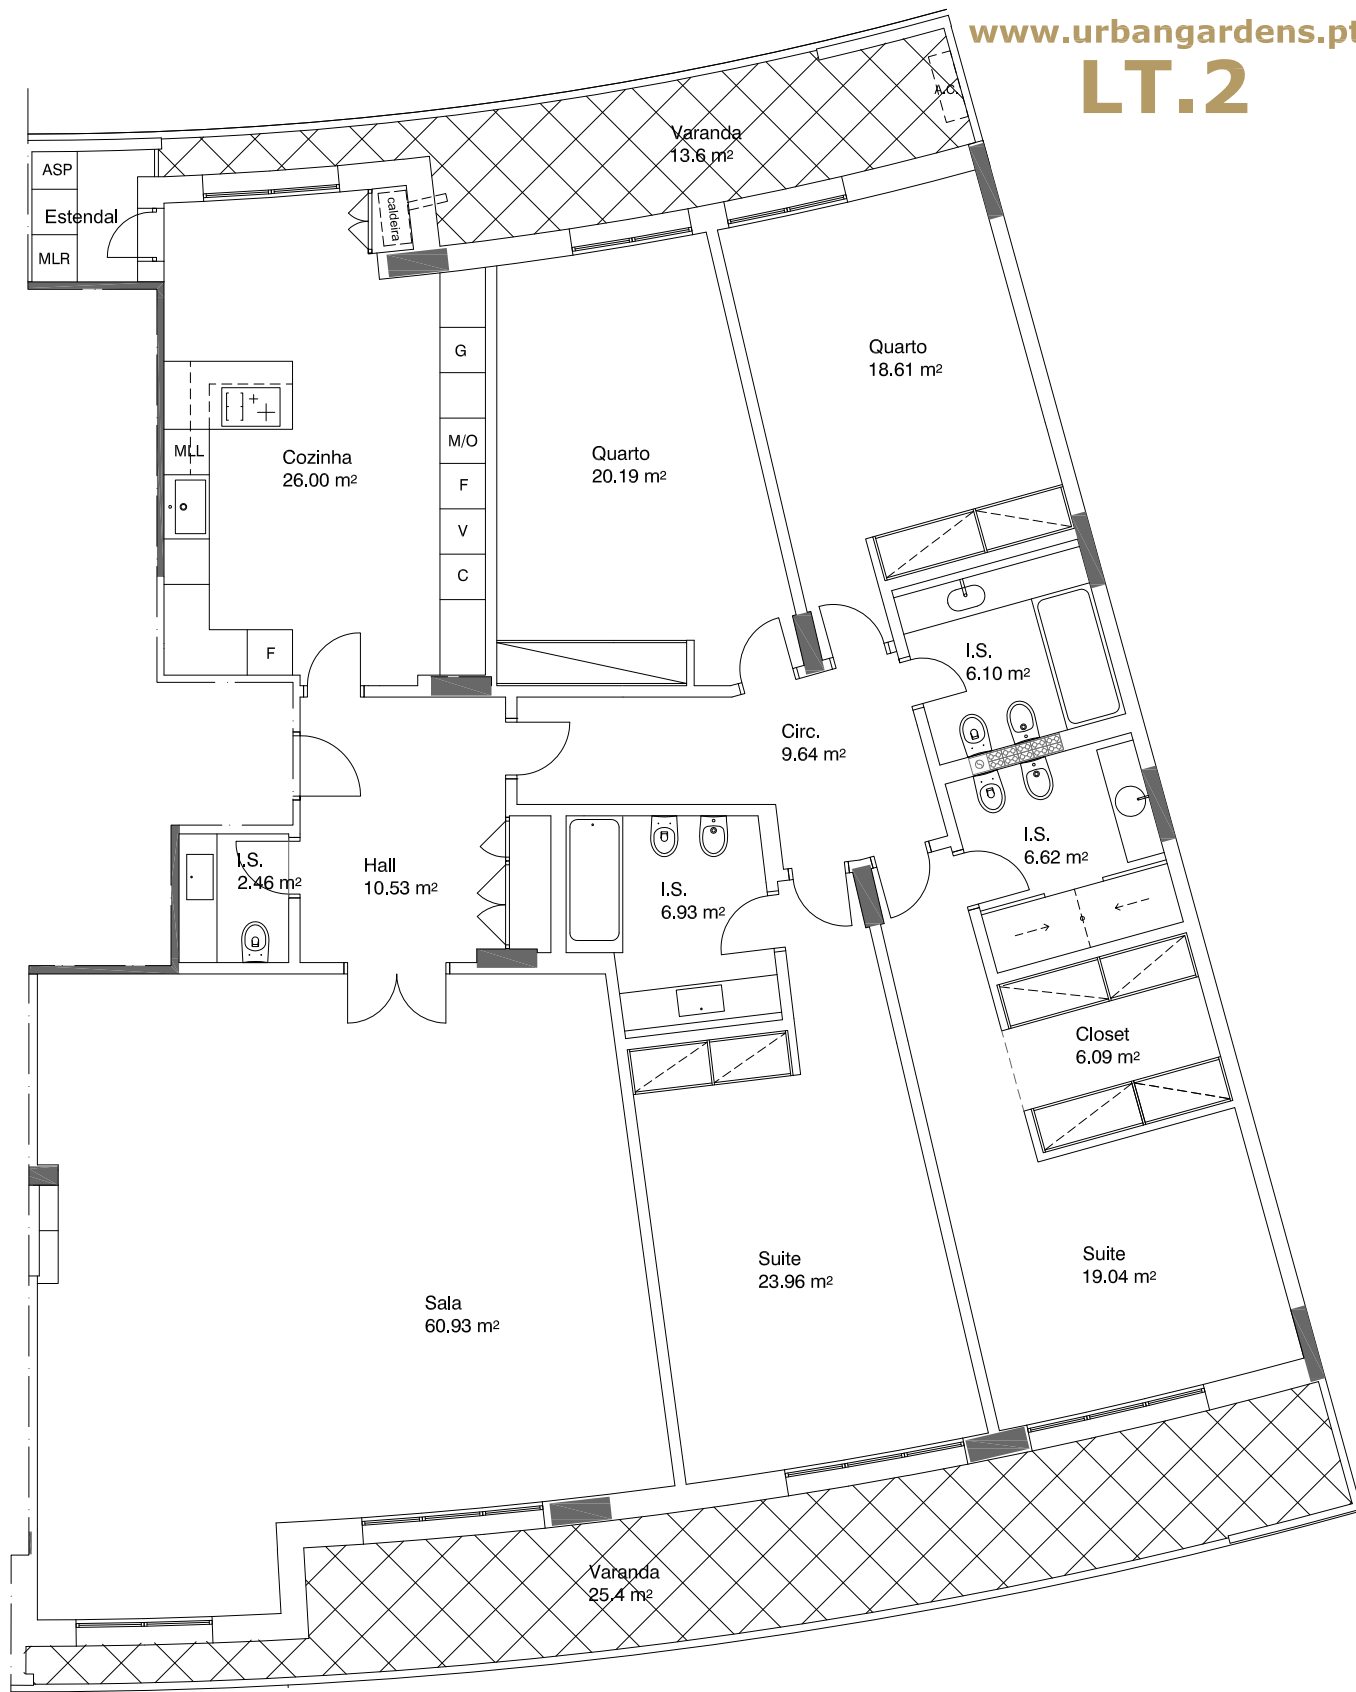 www.urbangardens.pt
LT.2
A.C.
Varanda
13.6 m²
ASP
Estendal
MLR
caldeira
Quarto
18.61 m²
G
M/O
F
V
C
MLL
Cozinha
26.00 m²
Quarto
20.19 m²
F
I.S.
6.10 m²
Circ.
9.64 m²
I.S.
6.62 m²
I.S.
2.46 m²
Hall
10.53 m²
I.S.
6.93 m²
Closet
6.09 m²
Suite
23.96 m²
Suite
19.04 m²
Sala
60.93 m²
Varanda
25.4 m²